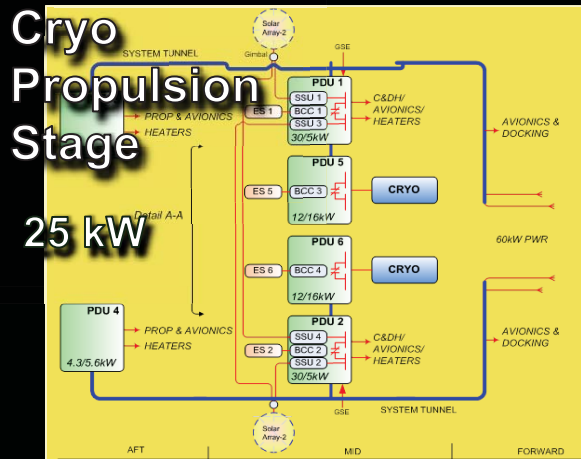 Cryo
Propulsion
Stage
25 kW
Solar
Array-2
SYSTEM TUNNEL
Gimbal
GSE
PROP & AVIONICS
HEATERS
PDU 1
SSU 1
ES 1
BCC 1
SSU 3
30/5kW
C&DH/
AVIONICS/
HEATERS
AVIONICS &
DOCKING
Detail A-A
PDU 5
ES 5
BCC 3
12/16kW
CRYO
60kW PWR
PDU 6
ES 6
BCC 4
12/16kW
CRYO
PDU 4
4.3/5.6kW
PROP & AVIONICS
HEATERS
PDU 2
SSU 4
ES 2
BCC 2
SSU 2
30/5kW
C&DH/
AVIONICS/
HEATERS
AVIONICS &
DOCKING
GSE
SYSTEM TUNNEL
Solar
Array-2
AFT
MID
FORWARD